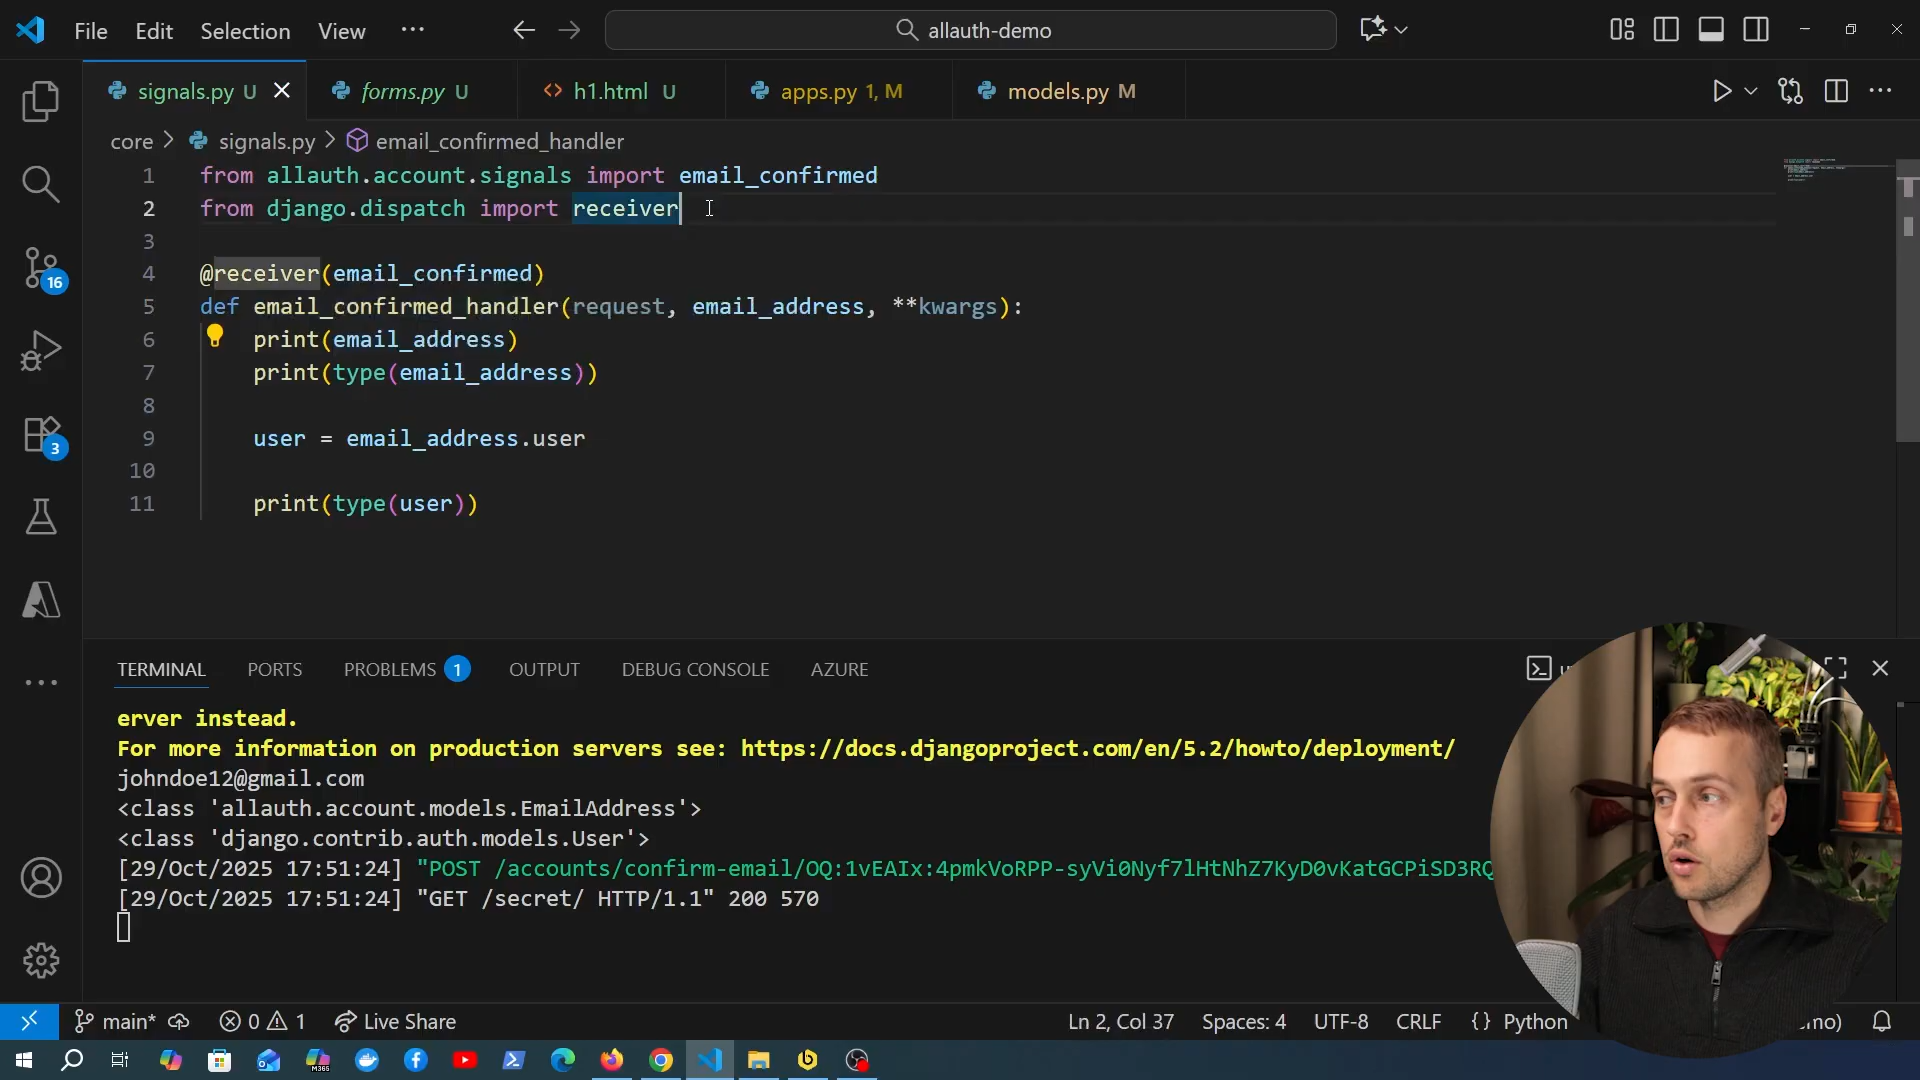 File Edit Selection View ··· allauth-demo
signals.py U forms.py U h1.html U apps.py 1, M models.py M
core > signals.py > email_confirmed_handler
1 from allauth.account.signals import email_confirmed
2 from django.dispatch import receiver
3
4 @receiver(email_confirmed)
5 def email_confirmed_handler(request, email_address, **kwargs):
6 print(email_address)
7 print(type(email_address))
8
9 user = email_address.user
10
11 print(type(user))
16
3
TERMINAL PORTS PROBLEMS 1 OUTPUT DEBUG CONSOLE AZURE
erver instead.
For more information on production servers see: https://docs.djangoproject.com/en/5.2/howto/deployment/
johndoe12@gmail.com
<class 'allauth.account.models.EmailAddress'>
<class 'django.contrib.auth.models.User'>
[29/Oct/2025 17:51:24] "POST /accounts/confirm-email/OQ:1vEAIx:4pmkVoRPP-syVi0Nyf7lHtNhZ7KyD0vKatGCPiSD3RQ
[29/Oct/2025 17:51:24] "GET /secret/ HTTP/1.1" 200 570
main* 0 1 Live Share Ln 2, Col 37 Spaces: 4 UTF-8 CRLF {} Python
M365